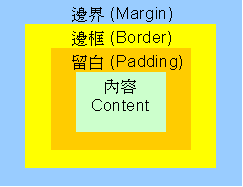 邊界 (Margin)
邊框 (Border)
留白 (Padding)
內容
Content